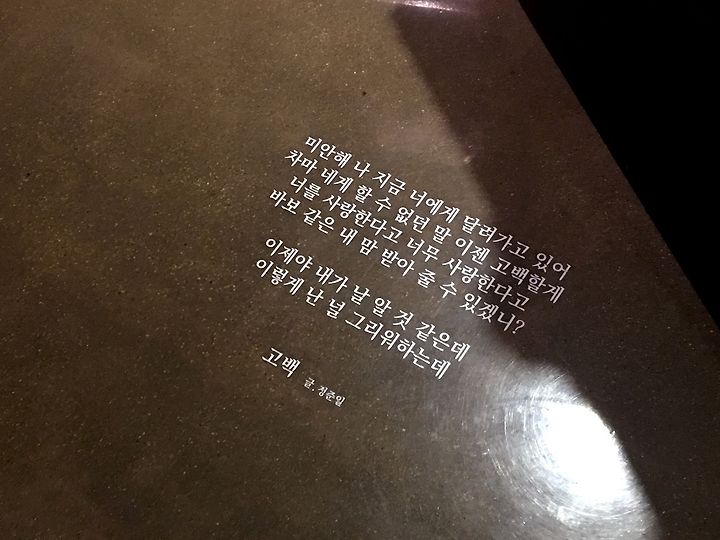 미안해 나 지금 너에게 달려가고 있어
차마 네게 할 수 없던 말 이젠 고백할게
너를 사랑한다고 너무 사랑한다고
바보 같은 내 맘 받아 줄 수 있겠니?
이제야 내가 날 알 것 같은데
이렇게 난 널 그리워하는데
고백 글. 정준일